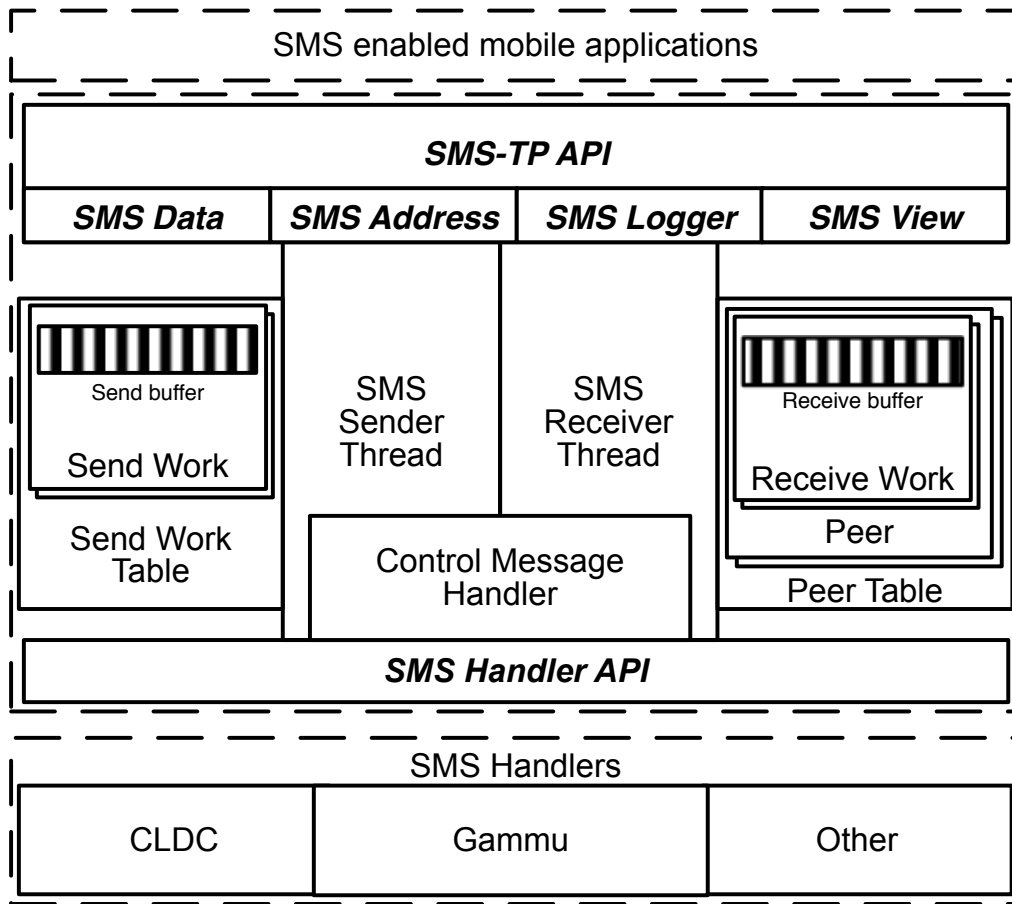 SMS enabled mobile applications
SMS-TP API
SMS Data
SMS Address
SMS Logger
SMS View
Send buffer
Send Work
Send Work
Table
SMS
Sender
Thread
SMS
Receiver
Thread
Control Message
Handler
Receive buffer
Receive Work
Peer
Peer Table
SMS Handler API
SMS Handlers
CLDC
Gammu
Other